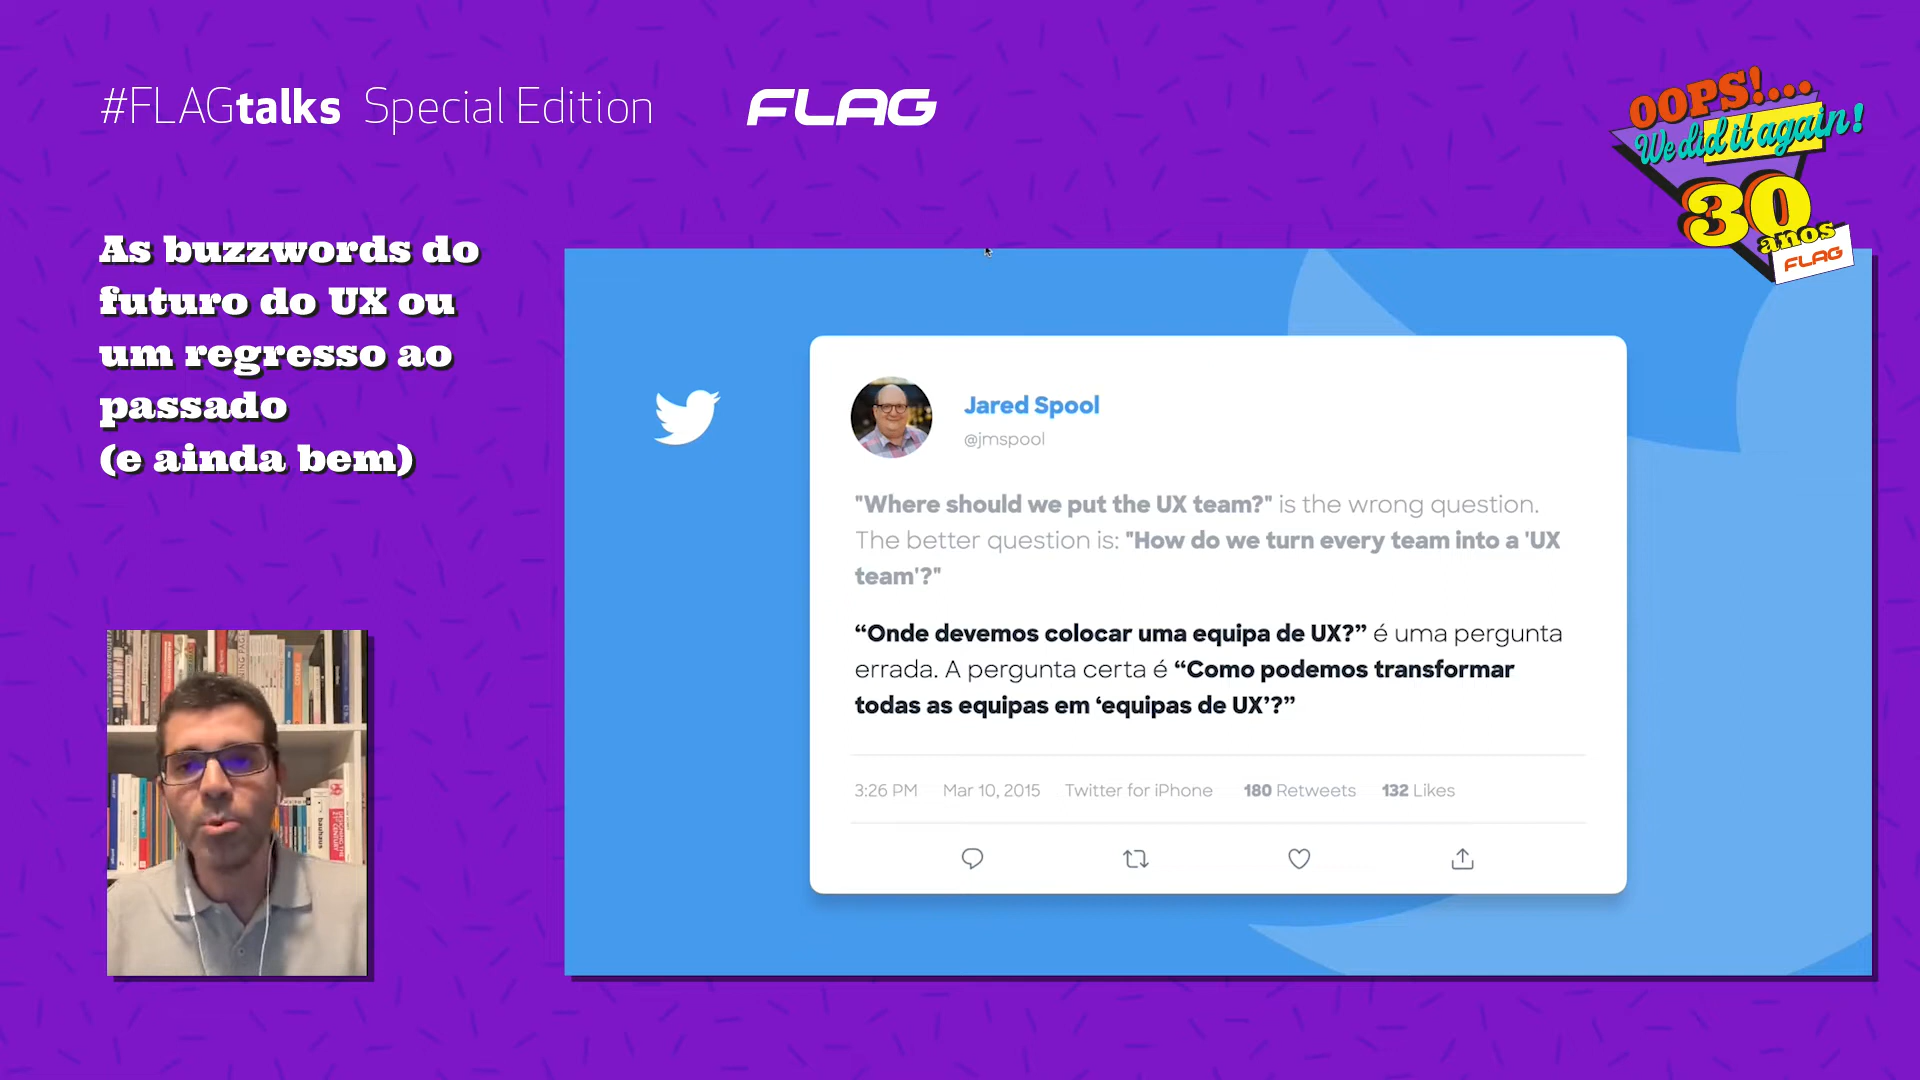 #FLAGtalks Special Edition
FLAG
OOPS!...
We did it again!
30
anos
FLAG
As buzzwords do
futuro do UX ou
um regresso ao
passado
(e ainda bem)
Jared Spool
@jmspool
"Where should we put the UX team?" is the wrong question.
The better question is: "How do we turn every team into a 'UX
team'?"
“Onde devemos colocar uma equipa de UX?” é uma pergunta
errada. A pergunta certa é “Como podemos transformar
todas as equipas em ‘equipas de UX’?”
3:26 PM Mar 10, 2015 Twitter for iPhone 180 Retweets 132 Likes
bauhaus